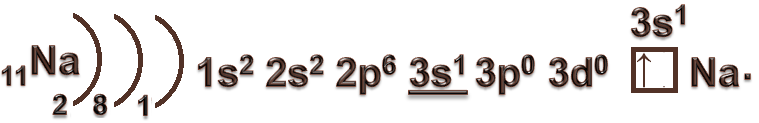 3s¹
₁₁Na 1s² 2s² 2p⁶ 3s¹ 3p⁰ 3d⁰ ↑ Na·
2 8 1